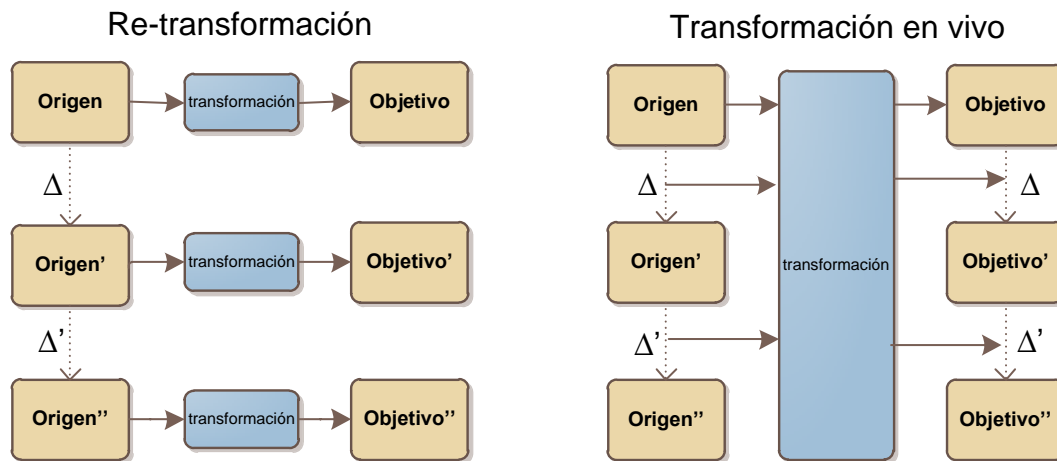 Re-transformación
Origen
transformación
Objetivo
Δ
Origen’
transformación
Objetivo’
Δ’
Origen’’
transformación
Objetivo’’
Transformación en vivo
Origen
Objetivo
Δ
Δ
Origen’
transformación
Objetivo’
Δ’
Δ’
Origen’’
Objetivo’’